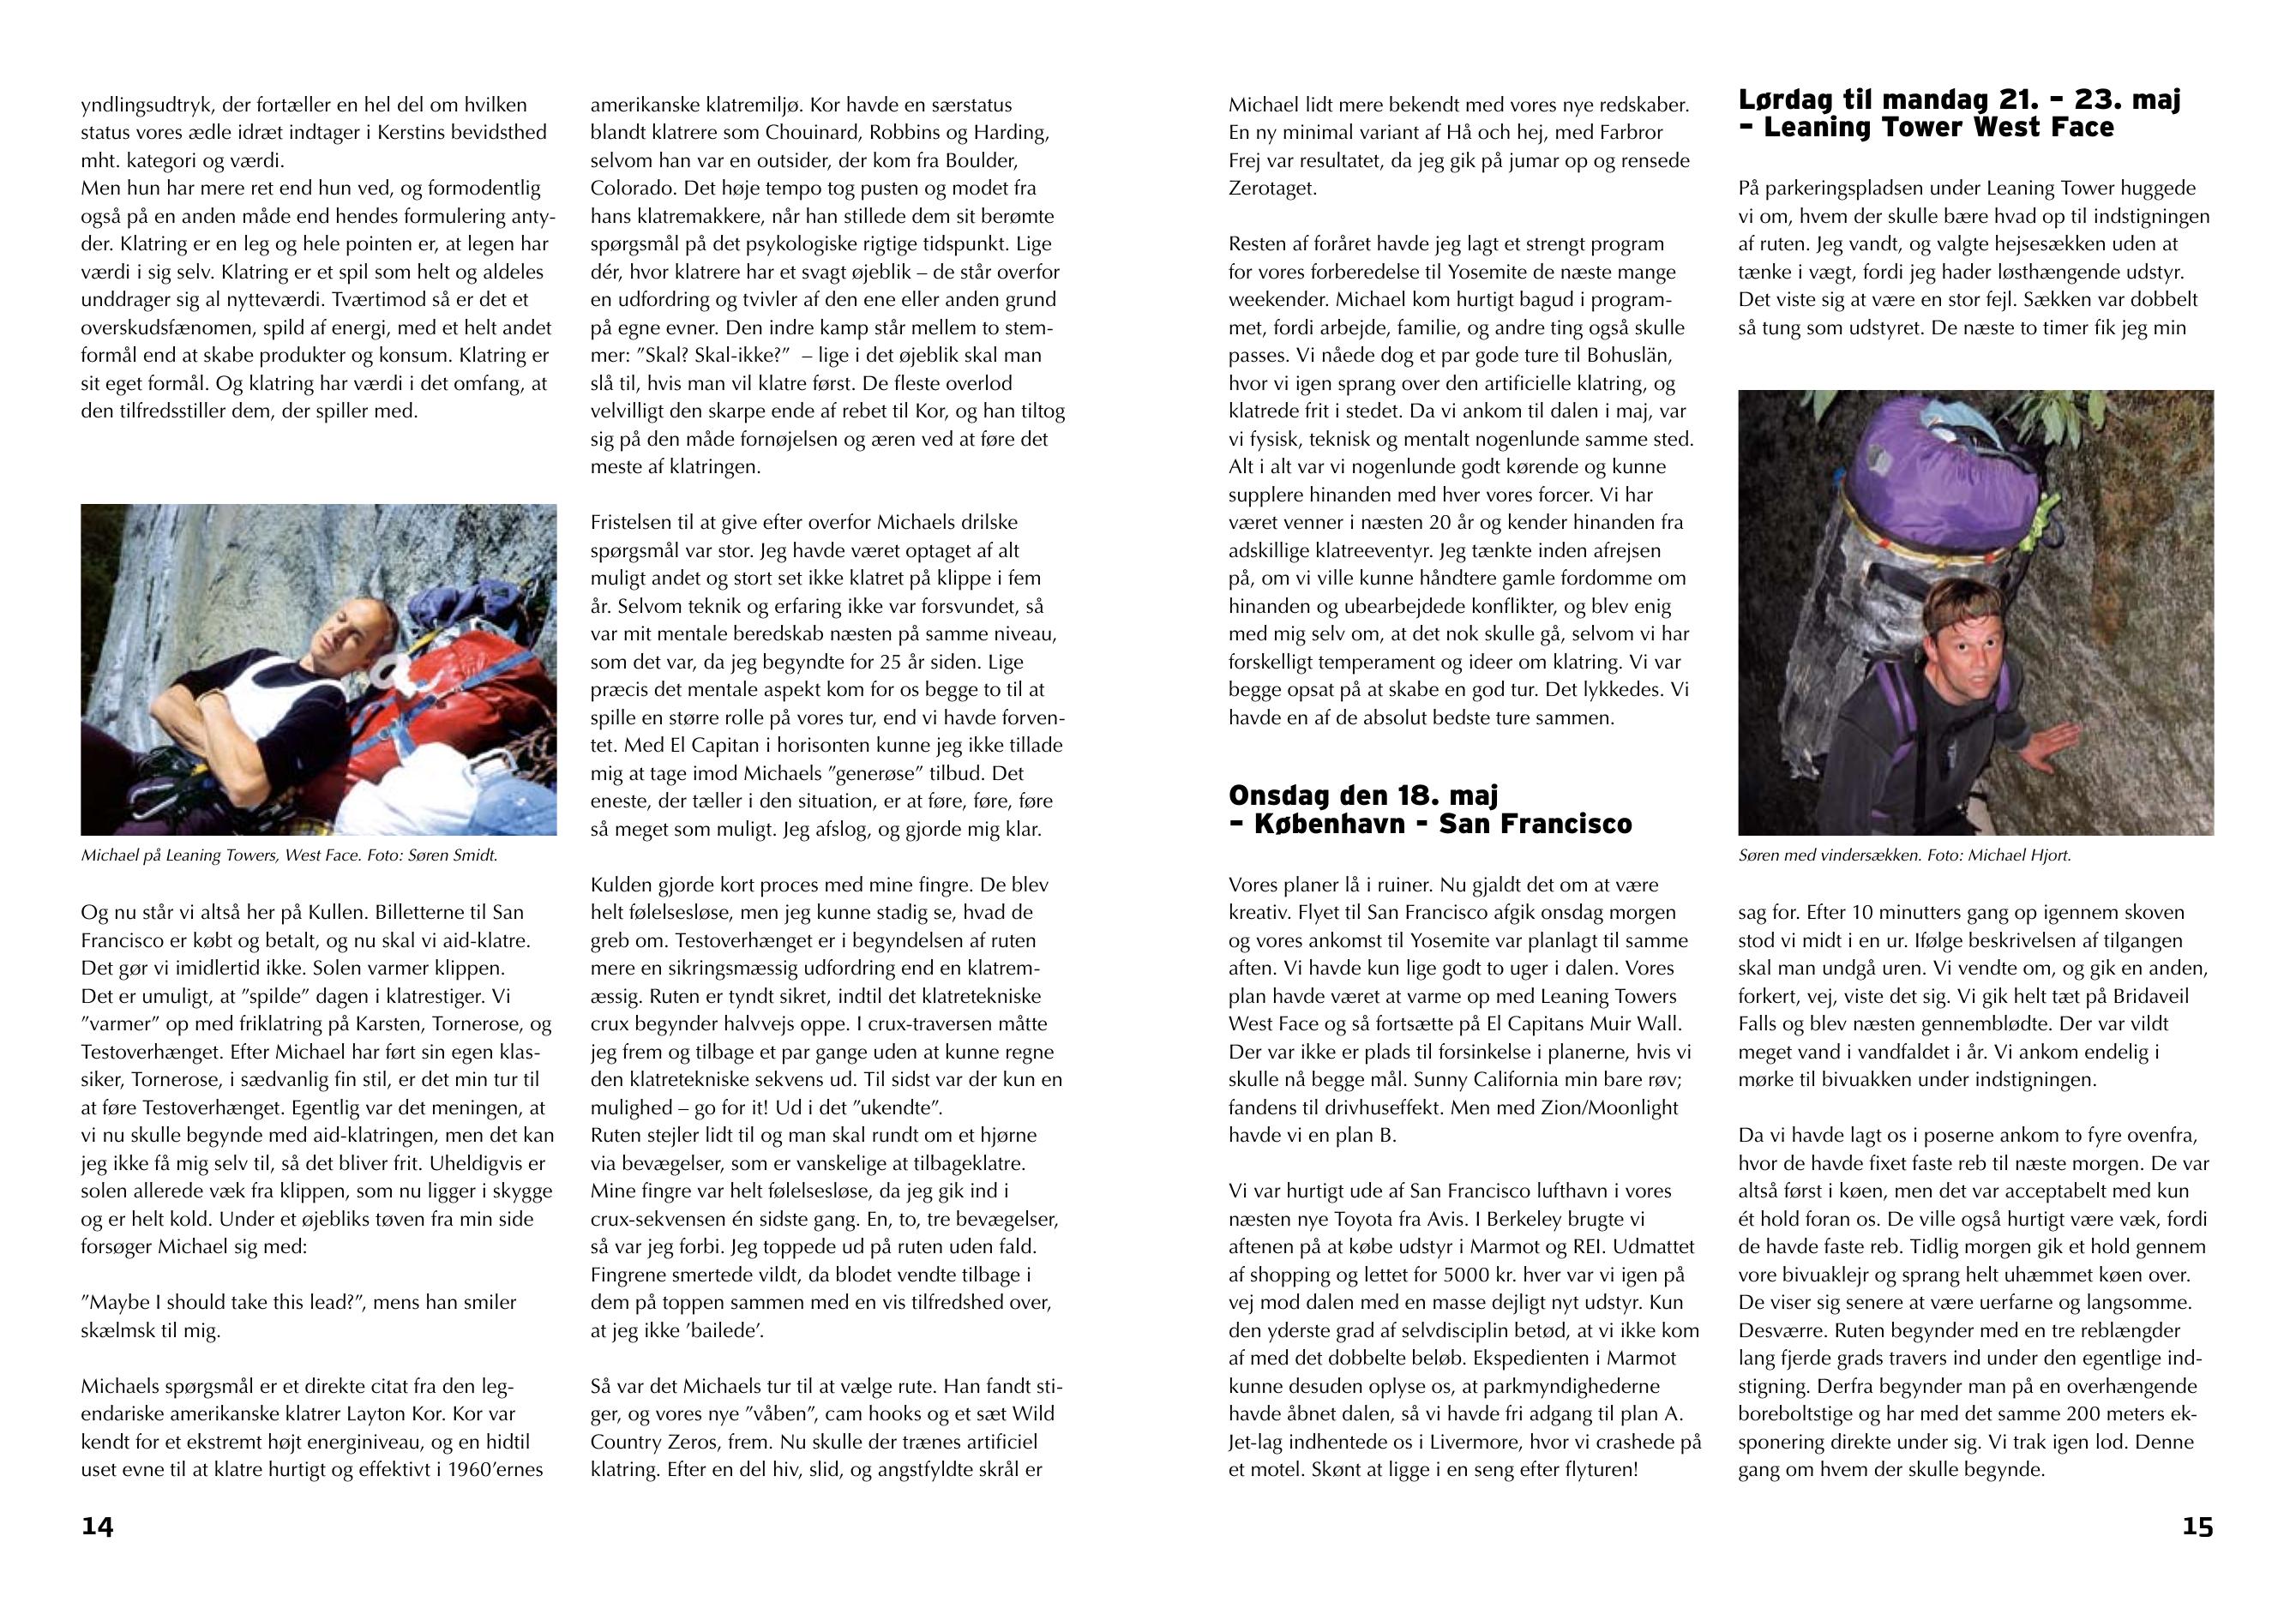 yndlingsudtryk, der fortæller en hel del om hvilken
status vores ædle idræt indtager i Kerstins bevidsthed
mht. kategori og værdi.
Men hun har mere ret end hun ved, og formodentlig
også på en anden måde end hendes formulering anty-
der. Klatring er en leg og hele pointen er, at legen har
værdi i sig selv. Klatring er et spil som helt og aldeles
unddrager sig al nytteværdi. Tværtimod så er det et
overskudsfænomen, spild af energi, med et helt andet
formål end at skabe produkter og konsum. Klatring er
sit eget formål. Og klatring har værdi i det omfang, at
den tilfredsstiller dem, der spiller med.
Michael på Leaning Towers, West Face. Foto: Søren Smidt.
Og nu står vi altså her på Kullen. Billetterne til San
Francisco er købt og betalt, og nu skal vi aid-klatre.
Det gør vi imidlertid ikke. Solen varmer klippen.
Det er umuligt, at ”spilde” dagen i klatrestiger. Vi
”varmer” op med friklatring på Karsten, Tornerose, og
Testoverhænget. Efter Michael har ført sin egen klas-
siker, Tornerose, i sædvanlig fin stil, er det min tur til
at føre Testoverhænget. Egentlig var det meningen, at
vi nu skulle begynde med aid-klatringen, men det kan
jeg ikke få mig selv til, så det bliver frit. Uheldigvis er
solen allerede væk fra klippen, som nu ligger i skygge
og er helt kold. Under et øjebliks tøven fra min side
forsøger Michael sig med:
”Maybe I should take this lead?”, mens han smiler
skælmsk til mig.
Michaels spørgsmål er et direkte citat fra den leg-
endariske amerikanske klatrer Layton Kor. Kor var
kendt for et ekstremt højt energiniveau, og en hidtil
uset evne til at klatre hurtigt og effektivt i 1960’ernes
14
amerikanske klatremiljø. Kor havde en særstatus
blandt klatrere som Chouinard, Robbins og Harding,
selvom han var en outsider, der kom fra Boulder,
Colorado. Det høje tempo tog pusten og modet fra
hans klatremakkere, når han stillede dem sit berømte
spørgsmål på det psykologiske rigtige tidspunkt. Lige
dér, hvor klatrere har et svagt øjeblik – de står overfor
en udfordring og tvivler af den ene eller anden grund
på egne evner. Den indre kamp står mellem to stem-
mer: ”Skal? Skal-ikke?” – lige i det øjeblik skal man
slå til, hvis man vil klatre først. De fleste overlod
velvilligt den skarpe ende af rebet til Kor, og han tiltog
sig på den måde fornøjelsen og æren ved at føre det
meste af klatringen.
Fristelsen til at give efter overfor Michaels drilske
spørgsmål var stor. Jeg havde været optaget af alt
muligt andet og stort set ikke klatret på klippe i fem
år. Selvom teknik og erfaring ikke var forsvundet, så
var mit mentale beredskab næsten på samme niveau,
som det var, da jeg begyndte for 25 år siden. Lige
præcis det mentale aspekt kom for os begge to til at
spille en større rolle på vores tur, end vi havde forven-
tet. Med El Capitan i horisonten kunne jeg ikke tillade
mig at tage imod Michaels ”generøse” tilbud. Det
eneste, der tæller i den situation, er at føre, føre, føre
så meget som muligt. Jeg afslog, og gjorde mig klar.
Kulden gjorde kort proces med mine fingre. De blev
helt følelsesløse, men jeg kunne stadig se, hvad de
greb om. Testoverhænget er i begyndelsen af ruten
mere en sikringsmæssig udfordring end en klatrem-
æssig. Ruten er tyndt sikret, indtil det klatretekniske
crux begynder halvvejs oppe. I crux-traversen måtte
jeg frem og tilbage et par gange uden at kunne regne
den klatretekniske sekvens ud. Til sidst var der kun en
mulighed – go for it! Ud i det ”ukendte”.
Ruten stejler lidt til og man skal rundt om et hjørne
via bevægelser, som er vanskelige at tilbageklatre.
Mine fingre var helt følelsesløse, da jeg gik ind i
crux-sekvensen én sidste gang. En, to, tre bevægelser,
så var jeg forbi. Jeg toppede ud på ruten uden fald.
Fingrene smertede vildt, da blodet vendte tilbage i
dem på toppen sammen med en vis tilfredshed over,
at jeg ikke ’bailede’.
Så var det Michaels tur til at vælge rute. Han fandt sti-
ger, og vores nye ”våben”, cam hooks og et sæt Wild
Country Zeros, frem. Nu skulle der trænes artificiel
klatring. Efter en del hiv, slid, og angstfyldte skrål er
Michael lidt mere bekendt med vores nye redskaber.
En ny minimal variant af Hå och hej, med Farbror
Frej var resultatet, da jeg gik på jumar op og rensede
Zerotaget.
Resten af foråret havde jeg lagt et strengt program
for vores forberedelse til Yosemite de næste mange
weekender. Michael kom hurtigt bagud i program-
met, fordi arbejde, familie, og andre ting også skulle
passes. Vi nåede dog et par gode ture til Bohuslän,
hvor vi igen sprang over den artificielle klatring, og
klatrede frit i stedet. Da vi ankom til dalen i maj, var
vi fysisk, teknisk og mentalt nogenlunde samme sted.
Alt i alt var vi nogenlunde godt kørende og kunne
supplere hinanden med hver vores forcer. Vi har
været venner i næsten 20 år og kender hinanden fra
adskillige klatreeventyr. Jeg tænkte inden afrejsen
på, om vi ville kunne håndtere gamle fordomme om
hinanden og ubearbejdede konflikter, og blev enig
med mig selv om, at det nok skulle gå, selvom vi har
forskelligt temperament og ideer om klatring. Vi var
begge opsat på at skabe en god tur. Det lykkedes. Vi
havde en af de absolut bedste ture sammen.
Onsdag den 18. maj
– København - San Francisco
Vores planer lå i ruiner. Nu gjaldt det om at være
kreativ. Flyet til San Francisco afgik onsdag morgen
og vores ankomst til Yosemite var planlagt til samme
aften. Vi havde kun lige godt to uger i dalen. Vores
plan havde været at varme op med Leaning Towers
West Face og så fortsætte på El Capitans Muir Wall.
Der var ikke er plads til forsinkelse i planerne, hvis vi
skulle nå begge mål. Sunny California min bare røv;
fandens til drivhuseffekt. Men med Zion/Moonlight
havde vi en plan B.
Vi var hurtigt ude af San Francisco lufthavn i vores
næsten nye Toyota fra Avis. I Berkeley brugte vi
aftenen på at købe udstyr i Marmot og REI. Udmattet
af shopping og lettet for 5000 kr. hver var vi igen på
vej mod dalen med en masse dejligt nyt udstyr. Kun
den yderste grad af selvdisciplin betød, at vi ikke kom
af med det dobbelte beløb. Ekspedienten i Marmot
kunne desuden oplyse os, at parkmyndighederne
havde åbnet dalen, så vi havde fri adgang til plan A.
Jet-lag indhentede os i Livermore, hvor vi crashede på
et motel. Skønt at ligge i en seng efter flyturen!
Lørdag til mandag 21. – 23. maj
– Leaning Tower West Face
På parkeringspladsen under Leaning Tower huggede
vi om, hvem der skulle bære hvad op til indstigningen
af ruten. Jeg vandt, og valgte hejsesækken uden at
tænke i vægt, fordi jeg hader løsthængende udstyr.
Det viste sig at være en stor fejl. Sækken var dobbelt
så tung som udstyret. De næste to timer fik jeg min
Søren med vindersækken. Foto: Michael Hjort.
sag for. Efter 10 minutters gang op igennem skoven
stod vi midt i en ur. Ifølge beskrivelsen af tilgangen
skal man undgå uren. Vi vendte om, og gik en anden,
forkert, vej, viste det sig. Vi gik helt tæt på Bridaveil
Falls og blev næsten gennemblødte. Der var vildt
meget vand i vandfaldet i år. Vi ankom endelig i
mørke til bivuakken under indstigningen.
Da vi havde lagt os i poserne ankom to fyre ovenfra,
hvor de havde fixet faste reb til næste morgen. De var
altså først i køen, men det var acceptabelt med kun
ét hold foran os. De ville også hurtigt være væk, fordi
de havde faste reb. Tidlig morgen gik et hold gennem
vore bivuaklejr og sprang helt uhæmmet køen over.
De viser sig senere at være uerfarne og langsomme.
Desværre. Ruten begynder med en tre reblængder
lang fjerde grads travers ind under den egentlige ind-
stigning. Derfra begynder man på en overhængende
boreboltstige og har med det samme 200 meters ek-
sponering direkte under sig. Vi trak igen lod. Denne
gang om hvem der skulle begynde.
15